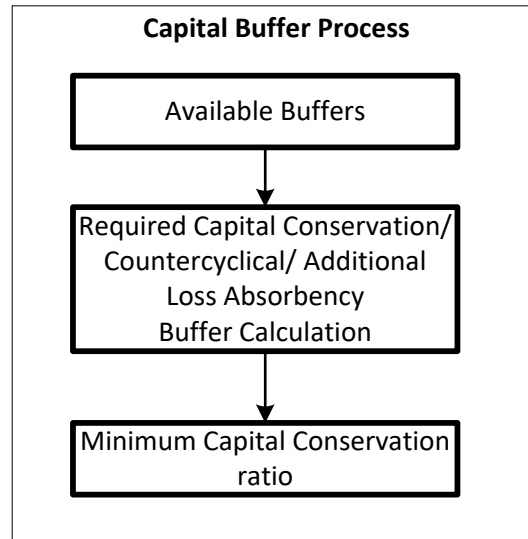 Capital Buffer Process
Available Buffers
Required Capital Conservation/
Countercyclical/ Additional
Loss Absorbency
Buffer Calculation
Minimum Capital Conservation
ratio